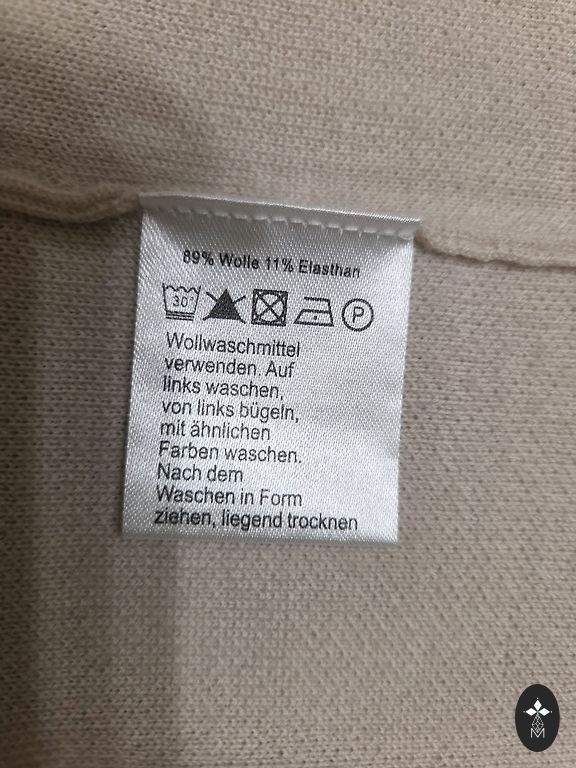 89% Wolle 11% Elasthan
30°
P
Wollwaschmittel
verwenden. Auf
links waschen,
von links bügeln,
mit ähnlichen
Farben waschen.
Nach dem
Waschen in Form
ziehen, liegend trocknen
M